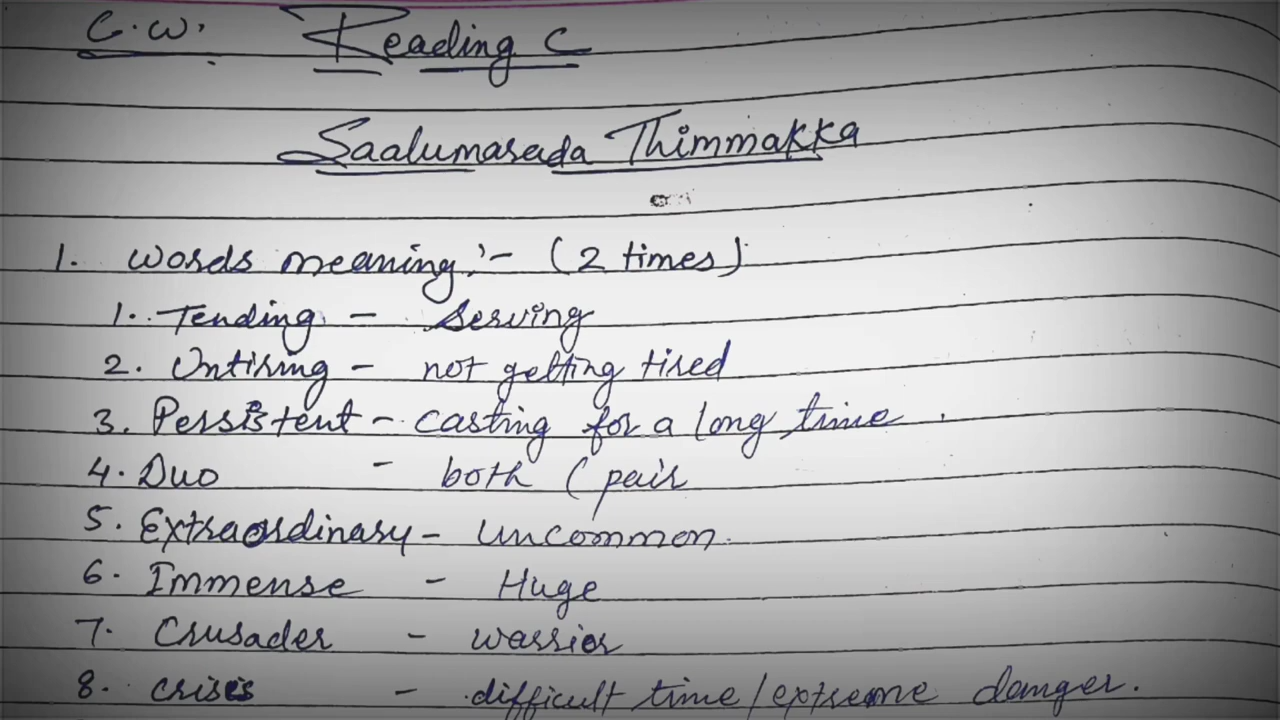 C.W. Reading C
Saalumarada Thimmakka
1. words meaning:- (2 times)
1. Tending - Serving
2. Untiring - not getting tired
3. Persistent - casting for a long time.
4. Duo - both (pair
5. Extraordinary - uncommon.
6. Immense - Huge
7. Crusader - warrior
8. crisis - difficult time/extreme danger.